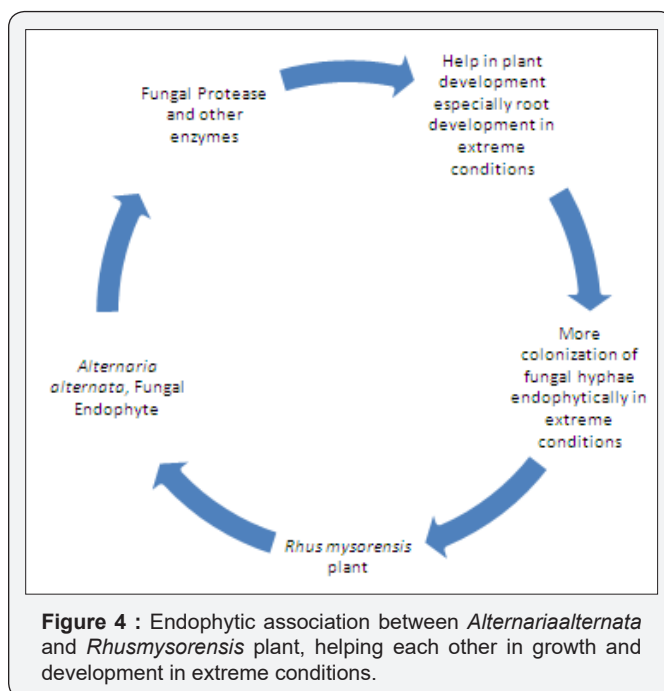 Fungal Protease
and other
enzymes
Help in plant
development
especially root
development in
extreme
conditions
More
colonization of
fungal hyphae
endophytically in
extreme
conditions
Rhus mysorensis
plant
Alternaria
alternata, Fungal
Endophyte
Figure 4 : Endophytic association between Alternariaalternata
and Rhusmysorensis plant, helping each other in growth and
development in extreme conditions.